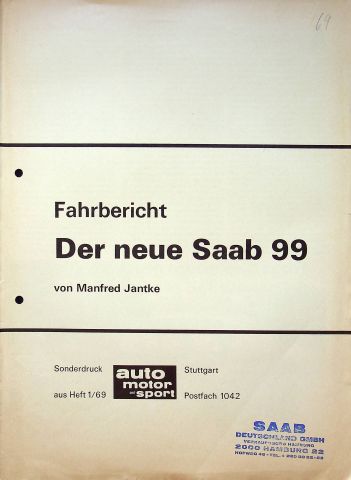 69
Fahrbericht
Der neue Saab 99
von Manfred Jantke
Sonderdruck
aus Heft 1/69
auto
motor
und sport
Stuttgart
Postfach 1042
SAAB
DEUTSCHLAND GMBH
2000 HAMBURG 22